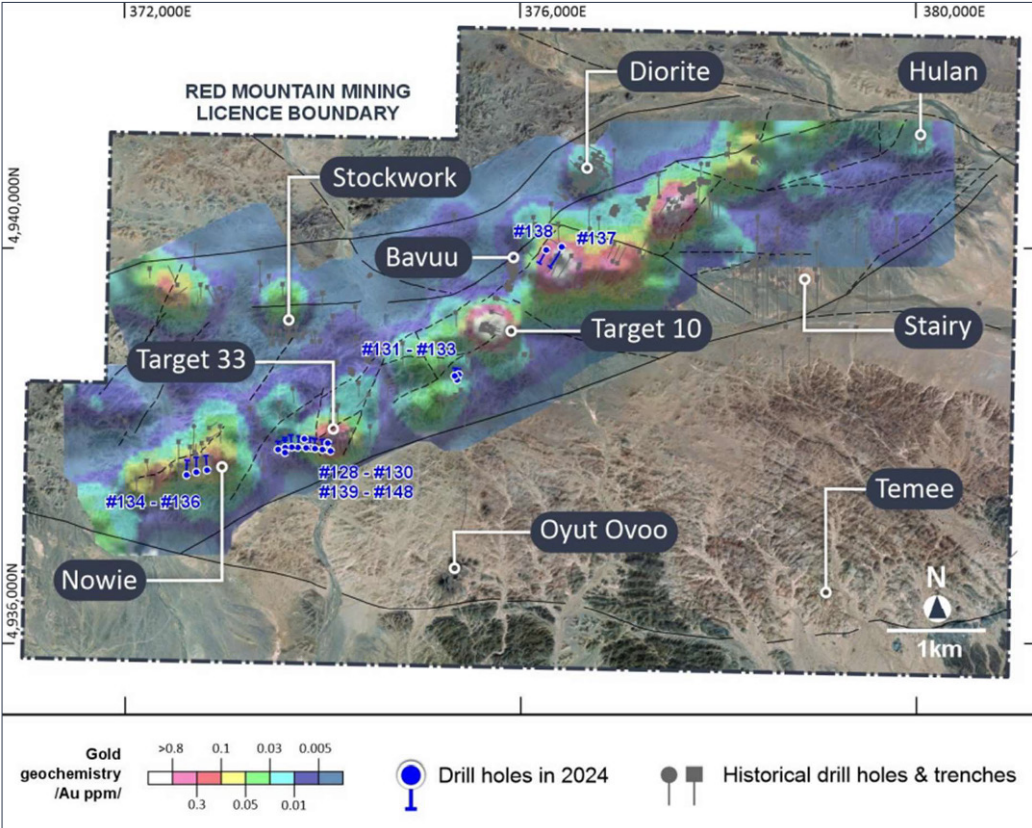 372,000E
376,000E
380,000E
RED MOUNTAIN MINING
LICENCE BOUNDARY
Diorite
Hulan
Stockwork
4,940,000N
#138
#137
Bavuu
Target 10
Stairy
#131 - #133
Target 33
#128 - #130
#139 - #148
#134 - #136
Temee
Oyut Ovoo
Nowie
4,936,000N
N
1km
Gold
geochemistry
/Au ppm/
>0.8
0.1
0.03
0.005
0.3
0.05
0.01
Drill holes in 2024
Historical drill holes & trenches